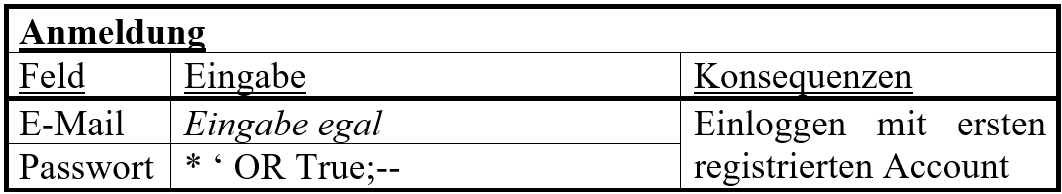 Anmeldung
Feld Eingabe Konsequenzen
E-Mail Eingabe egal Einloggen mit ersten
Passwort * ‘ OR True;-- registrierten Account